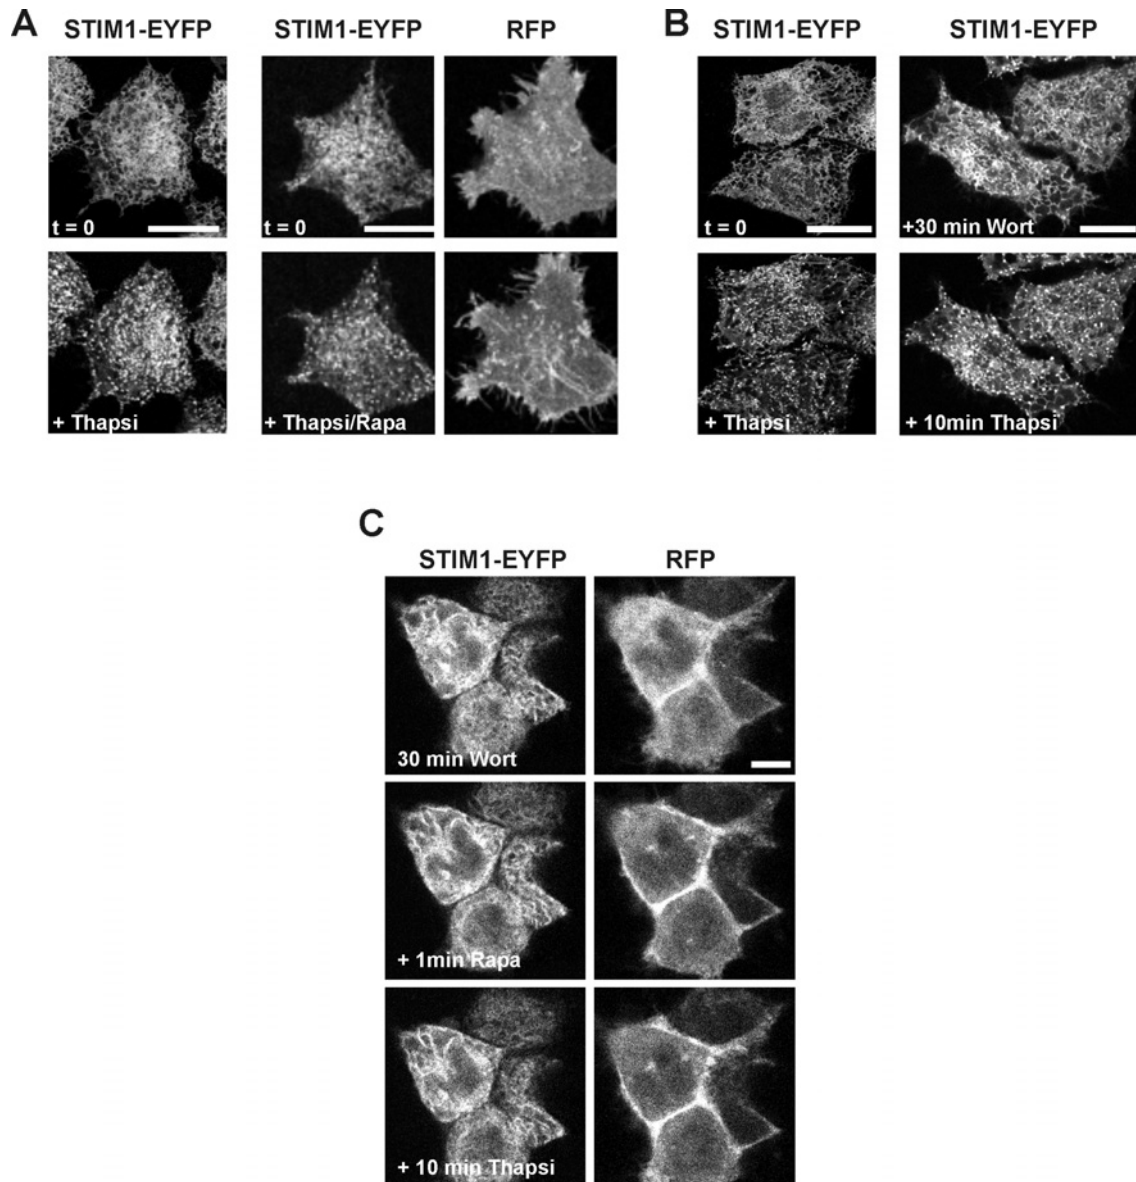 A
STIM1-EYFP
STIM1-EYFP
RFP
t = 0
t = 0
+ Thapsi
+ Thapsi/Rapa
B
STIM1-EYFP
STIM1-EYFP
t = 0
+30 min Wort
+ Thapsi
+ 10min Thapsi
C
STIM1-EYFP
RFP
30 min Wort
+ 1min Rapa
+ 10 min Thapsi